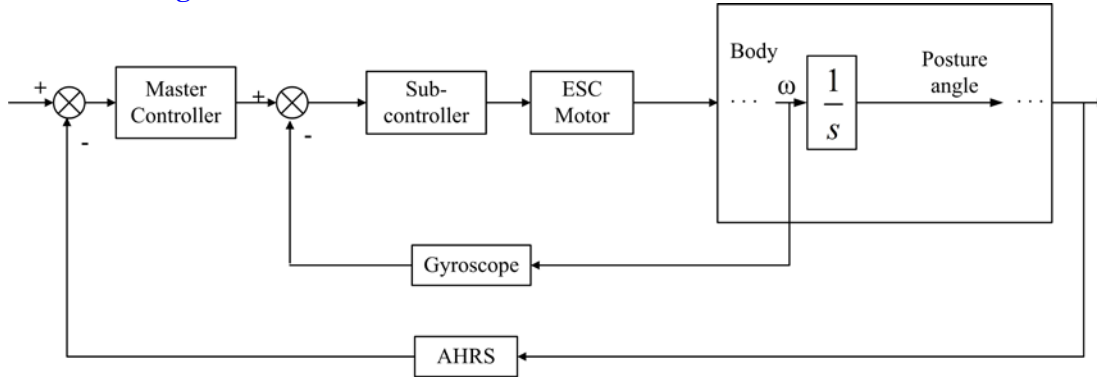 +
Master
Controller
-
+
Sub-
controller
-
ESC
Motor
Body
... ω
1
s
Posture
angle
...
Gyroscope
AHRS